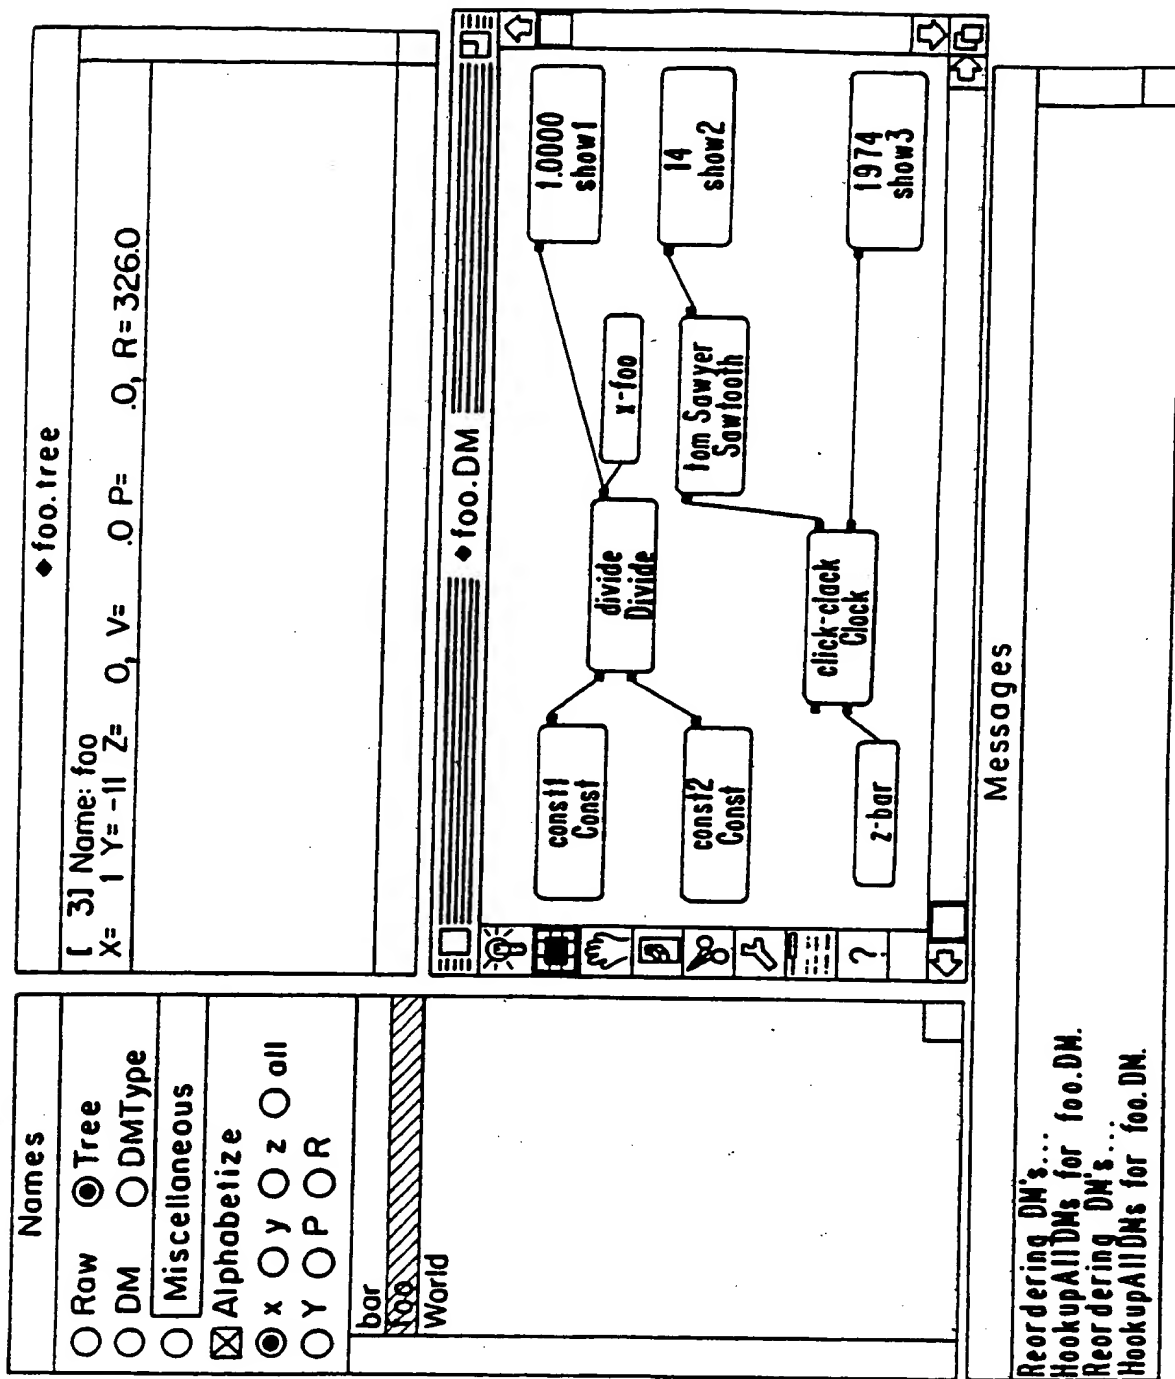 Names
Raw Tree
DM DMType
Miscellaneous
Alphabetize
x y z all
Y P R
bar
foo
World
◆foo.tree
[ 3] Name: foo
X= 1 Y= -11 Z= 0, V= .0 P= .0, R= 326.0
◆foo.DM
?
const1
Const
const2
Const
z-bar
divide
Divide
click-clack
Clock
x-foo
tom Sawyer
Sawtooth
1.0000
show1
14
show2
1974
show3
Messages
Reordering DM's...
HookupAllDMs for foo.DM.
Reordering DM's...
HookupAllDMs for foo.DM.